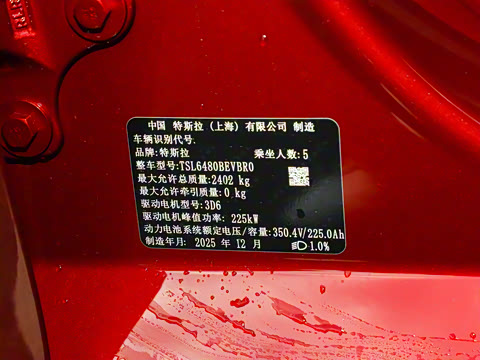 中国 特斯拉（上海）有限公司 制造
车辆识别代号:
品牌:特斯拉 乘坐人数:5
整车型号:TSL6480BEVBR0
最大允许总质量:2402 kg
最大允许牵引质量:0 kg
驱动电机型号:3D6
驱动电机峰值功率: 225kW
动力电池系统额定电压/容量:350.4V/225.0Ah
制造年月: 2025 年 12 月 1.0%